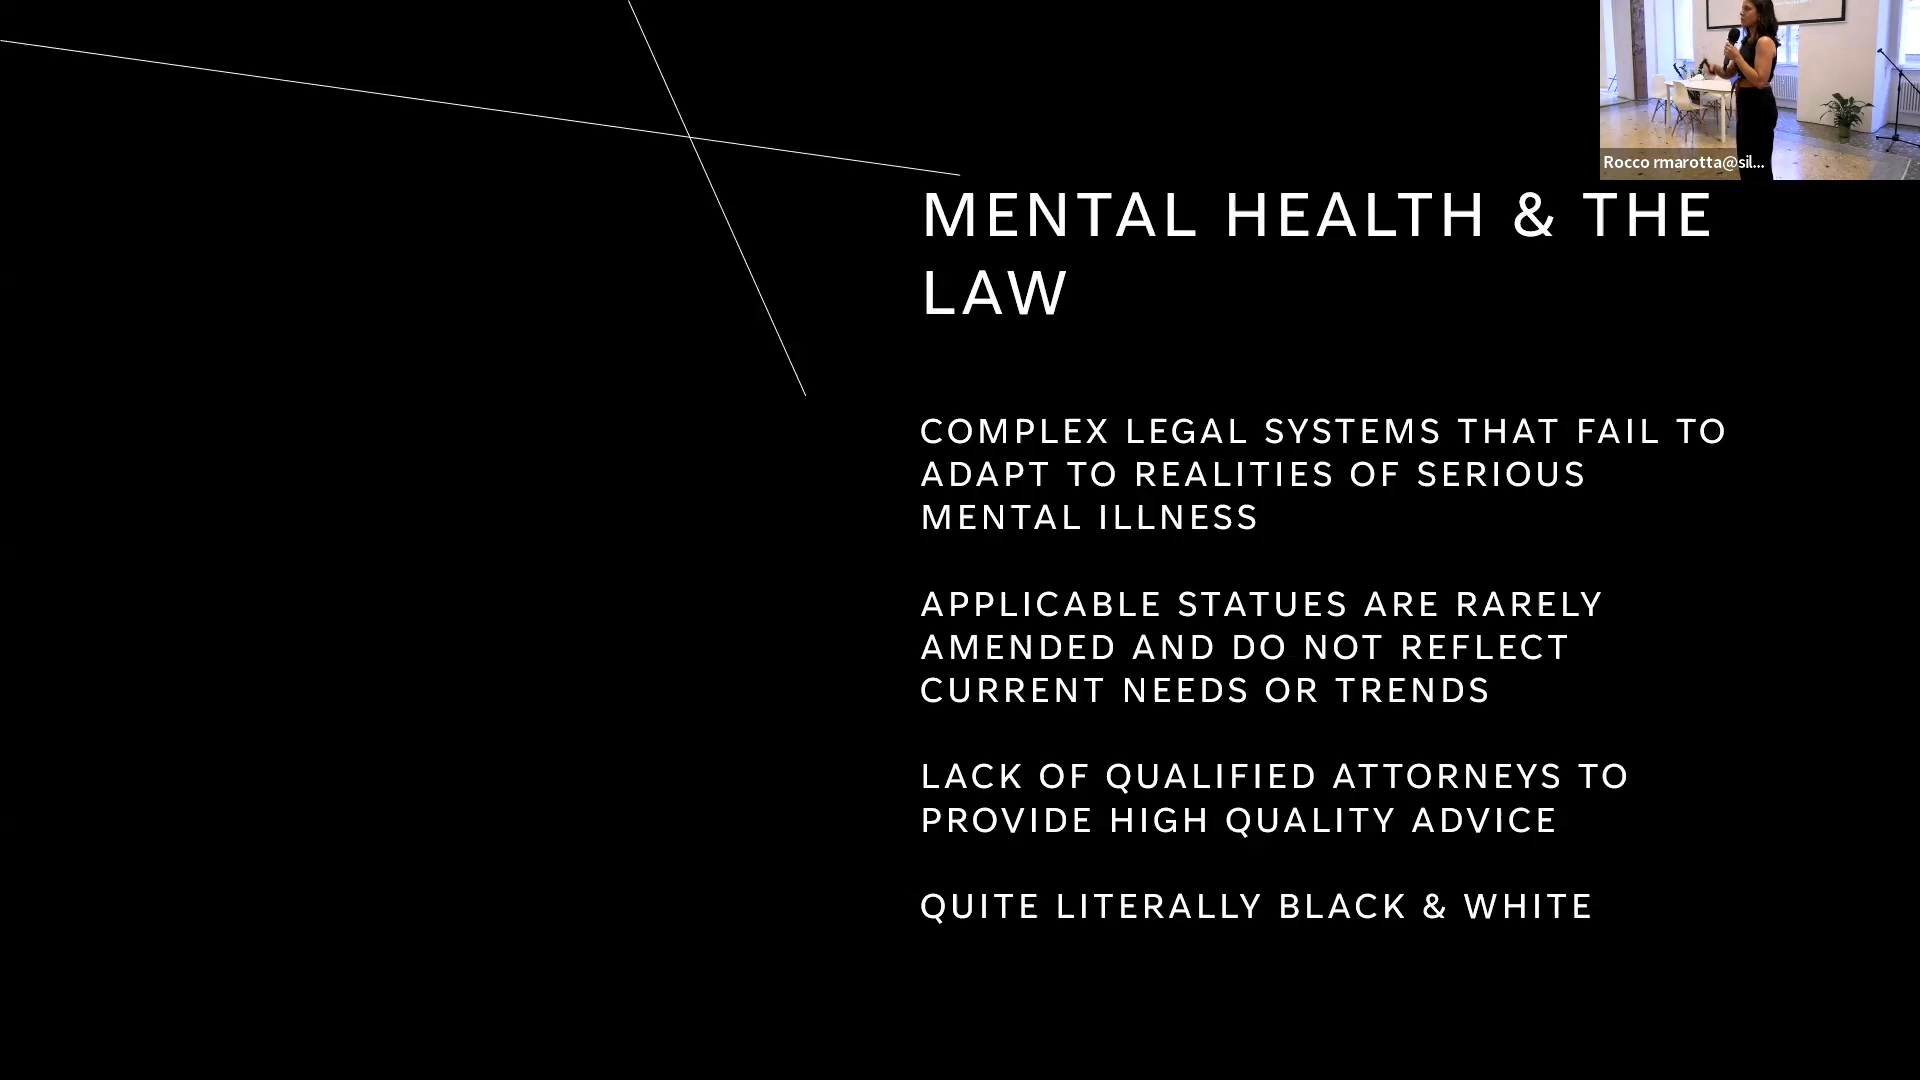 Rocco rmarotta@sil...
MENTAL HEALTH & THE
LAW
COMPLEX LEGAL SYSTEMS THAT FAIL TO
ADAPT TO REALITIES OF SERIOUS
MENTAL ILLNESS
APPLICABLE STATUES ARE RARELY
AMENDED AND DO NOT REFLECT
CURRENT NEEDS OR TRENDS
LACK OF QUALIFIED ATTORNEYS TO
PROVIDE HIGH QUALITY ADVICE
QUITE LITERALLY BLACK & WHITE